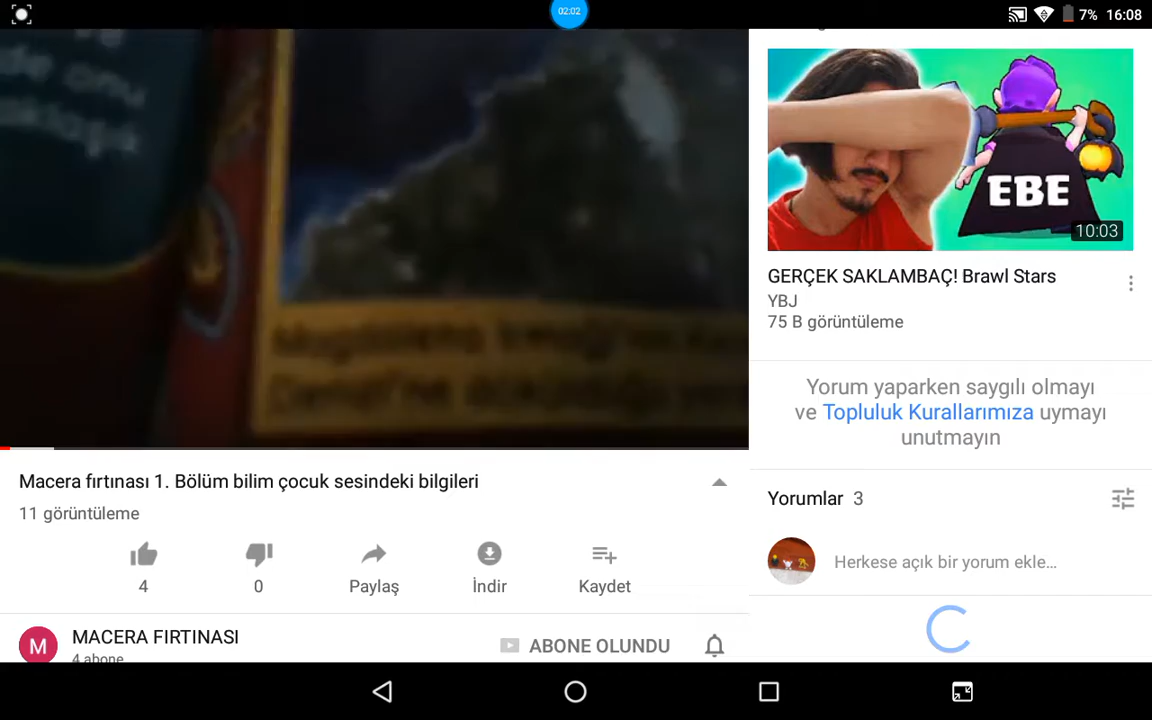 02:02
7% 16:08
de onu
EBE
10:03
GERÇEK SAKLAMBAÇ! Brawl Stars
YBJ
75 B görüntüleme
Yorum yaparken saygılı olmayı
ve Topluluk Kurallarımıza uymayı
unutmayın
Yorumlar 3
Herkese açık bir yorum ekle...
Macera fırtınası 1. Bölüm bilim çocuk sesindeki bilgileri
11 görüntüleme
4
0
Paylaş
İndir
Kaydet
M
MACERA FIRTINASI
4 abone
ABONE OLUNDU